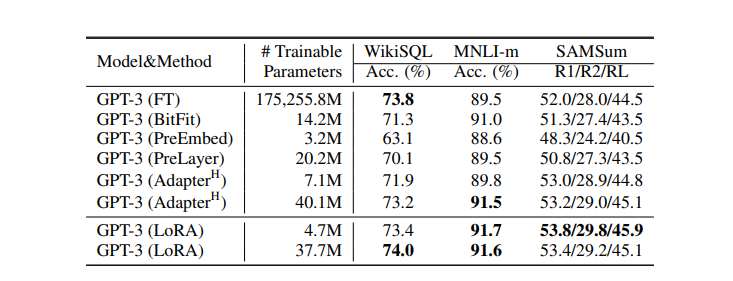 Model&Method # Trainable Parameters WikiSQL MNLI-m SAMSum
Acc. (%) Acc. (%) R1/R2/RL
GPT-3 (FT) 175,255.8M 73.8 89.5 52.0/28.0/44.5
GPT-3 (BitFit) 14.2M 71.3 91.0 51.3/27.4/43.5
GPT-3 (PreEmbed) 3.2M 63.1 88.6 48.3/24.2/40.5
GPT-3 (PreLayer) 20.2M 70.1 89.5 50.8/27.3/43.5
GPT-3 (AdapterH) 7.1M 71.9 89.8 53.0/28.9/44.8
GPT-3 (AdapterH) 40.1M 73.2 91.5 53.2/29.0/45.1
GPT-3 (LoRA) 4.7M 73.4 91.7 53.8/29.8/45.9
GPT-3 (LoRA) 37.7M 74.0 91.6 53.4/29.2/45.1